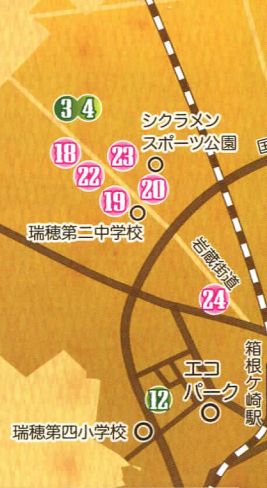 3 4
シクラメン
スポーツ公園
国
18
23
22
20
19
瑞穂第二中学校
岩蔵街道
24
箱根ケ崎駅
エコ
パーク
12
瑞穂第四小学校